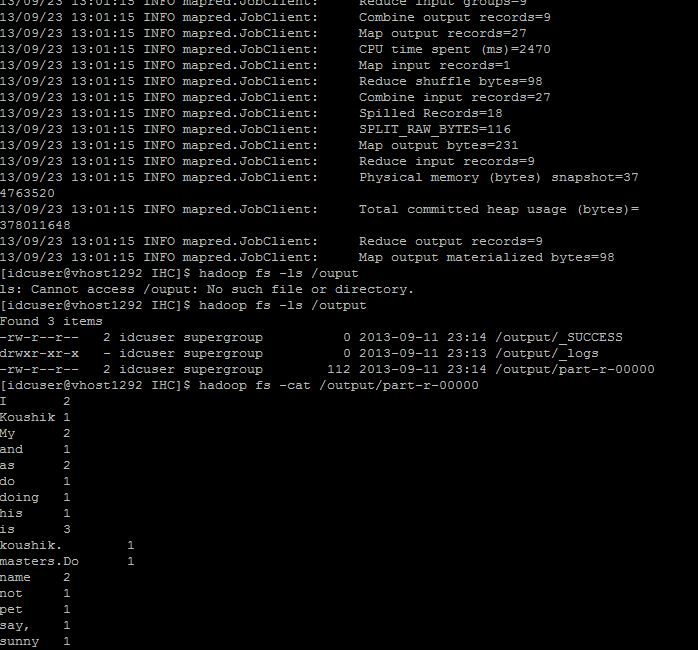 13/09/23 13:01:15 INFO mapred.JobClient:     Reduce input groups=9
13/09/23 13:01:15 INFO mapred.JobClient:     Combine output records=9
13/09/23 13:01:15 INFO mapred.JobClient:     Map output records=27
13/09/23 13:01:15 INFO mapred.JobClient:     CPU time spent (ms)=2470
13/09/23 13:01:15 INFO mapred.JobClient:     Map input records=1
13/09/23 13:01:15 INFO mapred.JobClient:     Reduce shuffle bytes=98
13/09/23 13:01:15 INFO mapred.JobClient:     Combine input records=27
13/09/23 13:01:15 INFO mapred.JobClient:     Spilled Records=18
13/09/23 13:01:15 INFO mapred.JobClient:     SPLIT_RAW_BYTES=116
13/09/23 13:01:15 INFO mapred.JobClient:     Map output bytes=231
13/09/23 13:01:15 INFO mapred.JobClient:     Reduce input records=9
13/09/23 13:01:15 INFO mapred.JobClient:     Physical memory (bytes) snapshot=37
4763520
13/09/23 13:01:15 INFO mapred.JobClient:     Total committed heap usage (bytes)=
378011648
13/09/23 13:01:15 INFO mapred.JobClient:     Reduce output records=9
13/09/23 13:01:15 INFO mapred.JobClient:     Map output materialized bytes=98
[idcuser@vhost1292 IHC]$ hadoop fs -ls /ouput
ls: Cannot access /ouput: No such file or directory.
[idcuser@vhost1292 IHC]$ hadoop fs -ls /output
Found 3 items
-rw-r--r--   2 idcuser supergroup          0 2013-09-11 23:14 /output/_SUCCESS
drwxr-xr-x   - idcuser supergroup          0 2013-09-11 23:13 /output/_logs
-rw-r--r--   2 idcuser supergroup        112 2013-09-11 23:14 /output/part-r-00000
[idcuser@vhost1292 IHC]$ hadoop fs -cat /output/part-r-00000
I       2
Koushik 1
My      2
and     1
as      2
do      1
doing   1
his     1
is      3
koushik.        1
masters.Do      1
name    2
not     1
pet     1
say,    1
sunny   1